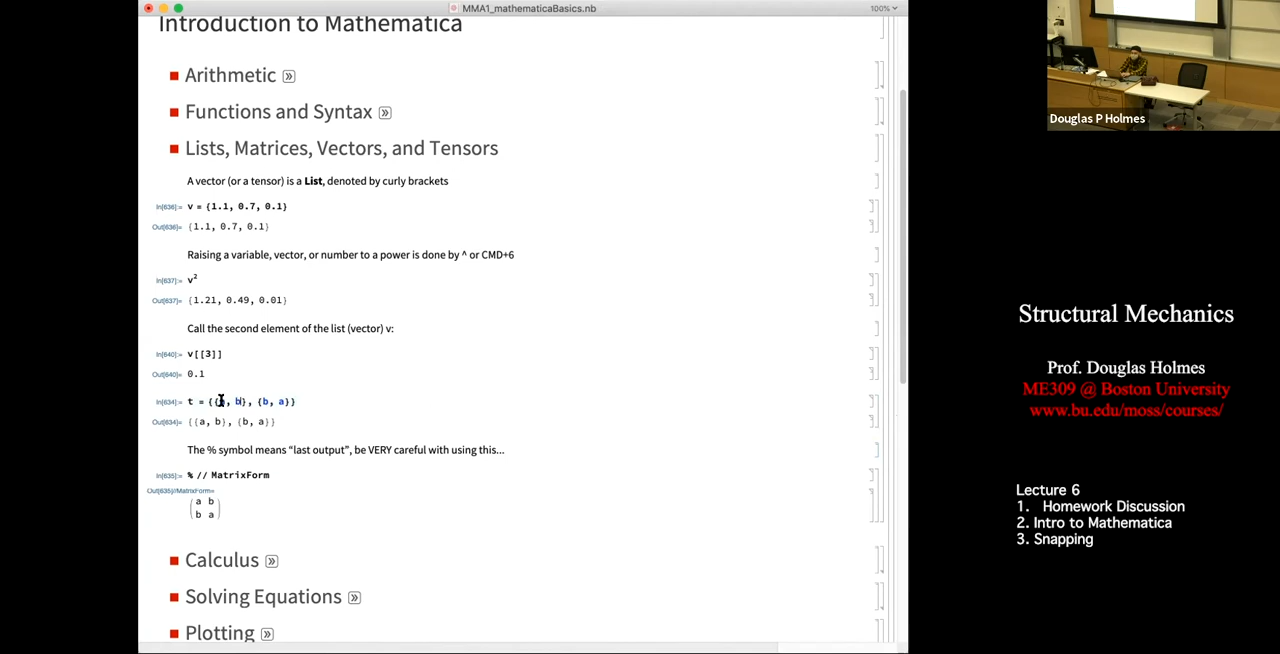 MMA1_mathematicaBasics.nb
100%
Introduction to Mathematica
Arithmetic
Functions and Syntax
Lists, Matrices, Vectors, and Tensors
A vector (or a tensor) is a List, denoted by curly brackets
In[636]:= v = {1.1, 0.7, 0.1}
Out[636]= {1.1, 0.7, 0.1}
Raising a variable, vector, or number to a power is done by ^ or CMD+6
In[637]:= v²
Out[637]= {1.21, 0.49, 0.01}
Call the second element of the list (vector) v:
In[640]:= v[[3]]
Out[640]= 0.1
In[634]:= t = {{ , b}, {b, a}}
Out[634]= {{a, b}, {b, a}}
The % symbol means “last output”, be VERY careful with using this...
In[635]:= % // MatrixForm
Out[635]//MatrixForm=
( a b
b a )
Calculus
Solving Equations
Plotting
Douglas P Holmes
Structural Mechanics
Prof. Douglas Holmes
ME309 @ Boston University
www.bu.edu/moss/courses/
Lecture 6
1. Homework Discussion
2. Intro to Mathematica
3. Snapping